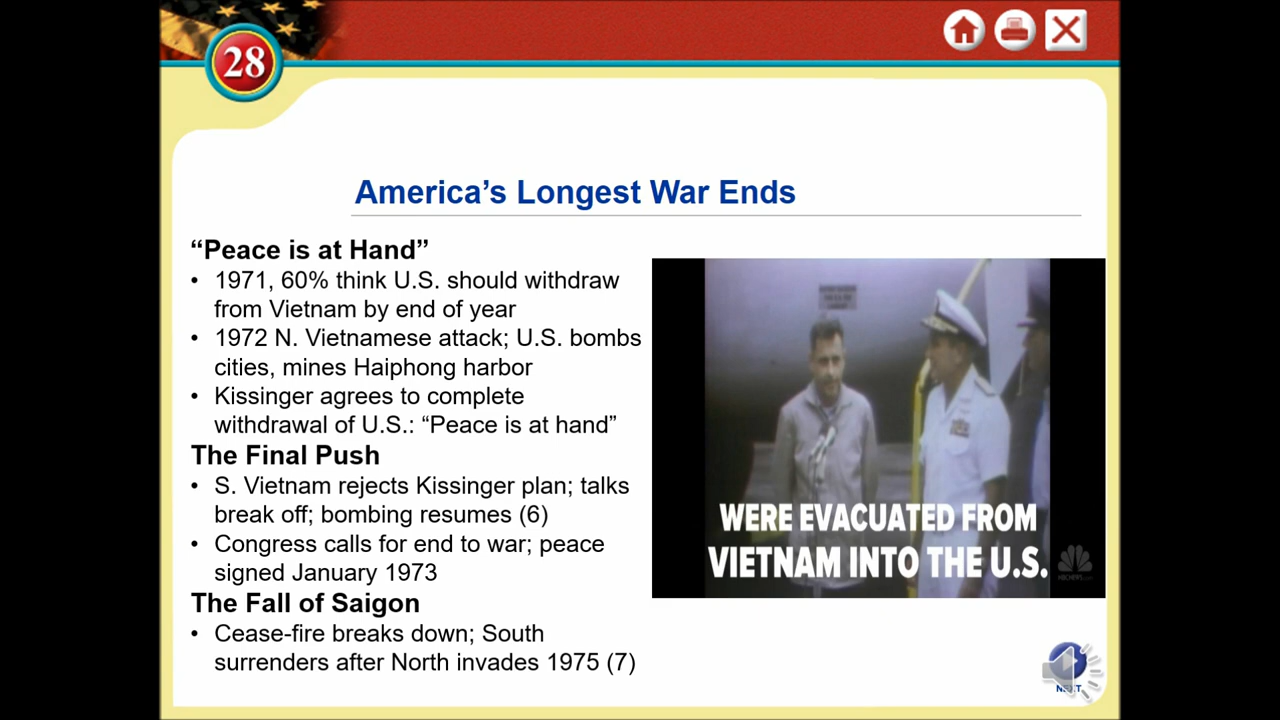 28
America's Longest War Ends
“Peace is at Hand”
• 1971, 60% think U.S. should withdraw
from Vietnam by end of year
• 1972 N. Vietnamese attack; U.S. bombs
cities, mines Haiphong harbor
• Kissinger agrees to complete
withdrawal of U.S.: “Peace is at hand”
The Final Push
• S. Vietnam rejects Kissinger plan; talks
break off; bombing resumes (6)
• Congress calls for end to war; peace
signed January 1973
The Fall of Saigon
• Cease-fire breaks down; South
surrenders after North invades 1975 (7)
WERE EVACUATED FROM
VIETNAM INTO THE U.S.
NEXT